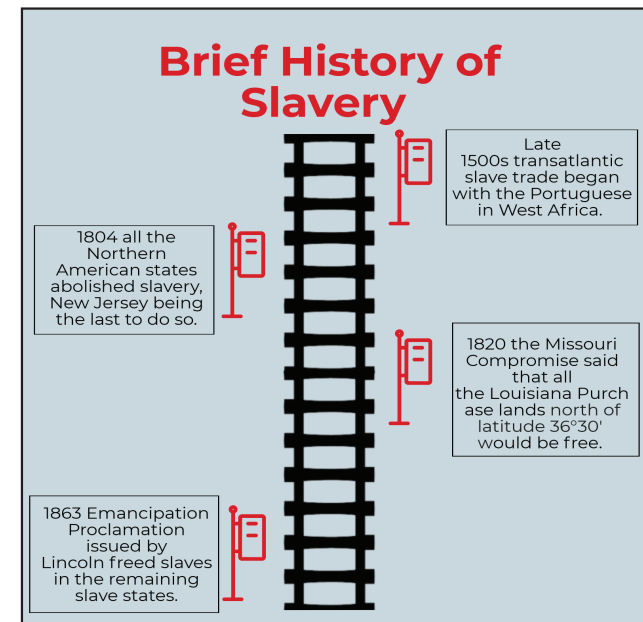 Brief History of
Slavery
Late
1500s transatlantic
slave trade began
with the Portuguese
in West Africa.
1804 all the
Northern
American states
abolished slavery,
New Jersey being
the last to do so.
1820 the Missouri
Compromise said
that all
the Louisiana Purch
ase lands north of
latitude 36°30'
would be free.
1863 Emancipation
Proclamation
issued by
Lincoln freed slaves
in the remaining
slave states.